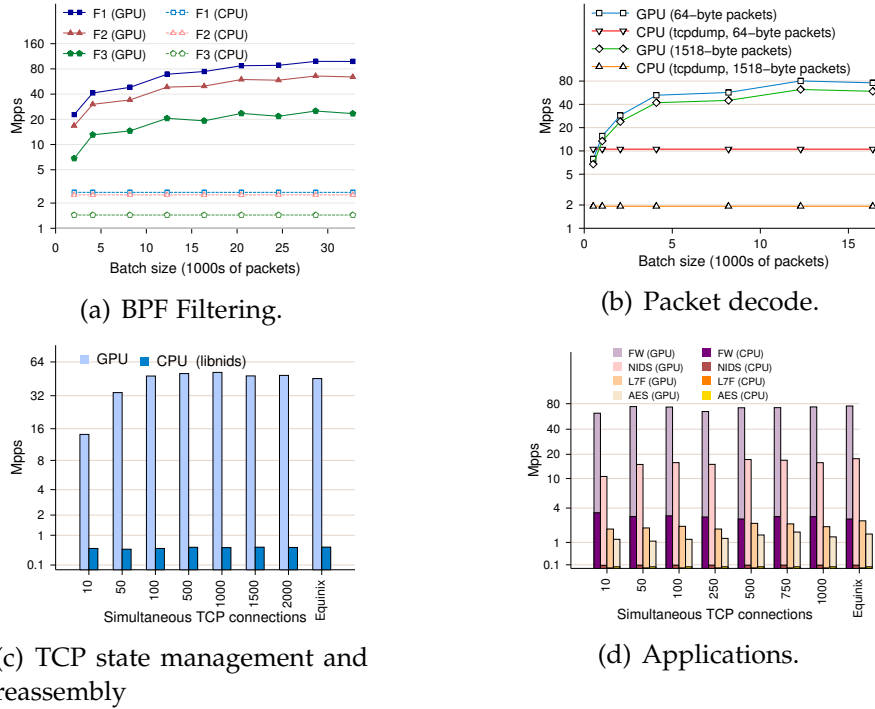 F1 (GPU) F1 (CPU)
F2 (GPU) F2 (CPU)
F3 (GPU) F3 (CPU)
160
80
40
20
10
5
2
1
Mpps
0 5 10 15 20 25 30
Batch size (1000s of packets)
(a) BPF Filtering.
GPU (64−byte packets)
CPU (tcpdump, 64−byte packets)
GPU (1518−byte packets)
CPU (tcpdump, 1518−byte packets)
80
40
20
10
5
2
1
Mpps
0 5 10 15
Batch size (1000s of packets)
(b) Packet decode.
GPU CPU (libnids)
64
32
16
8
4
2
1
0.1
Mpps
10 50 100 500 1000 1500 2000 Equinix
Simultaneous TCP connections
(c) TCP state management and
reassembly
FW (GPU) FW (CPU)
NIDS (GPU) NIDS (CPU)
L7F (GPU) L7F (CPU)
AES (GPU) AES (CPU)
80
40
20
10
4
1
0.1
Mpps
10 50 100 250 500 750 1000 Equinix
Simultaneous TCP connections
(d) Applications.